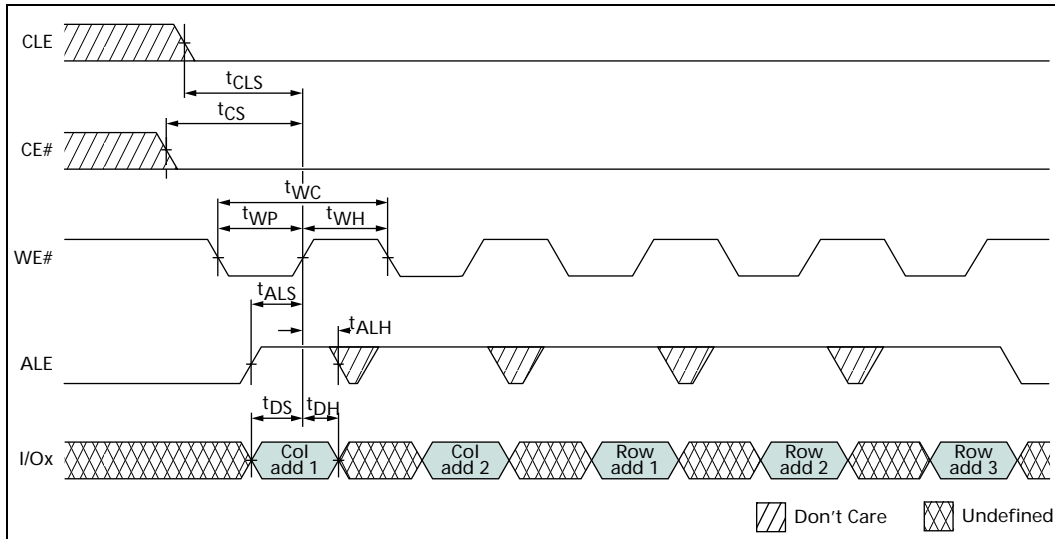 CLE
tCLS
tCS
CE#
tWC
tWP
tWH
WE#
tALS
tALH
ALE
tDS
tDH
I/Ox
Col
add 1
Col
add 2
Row
add 1
Row
add 2
Row
add 3
Don't Care
Undefined